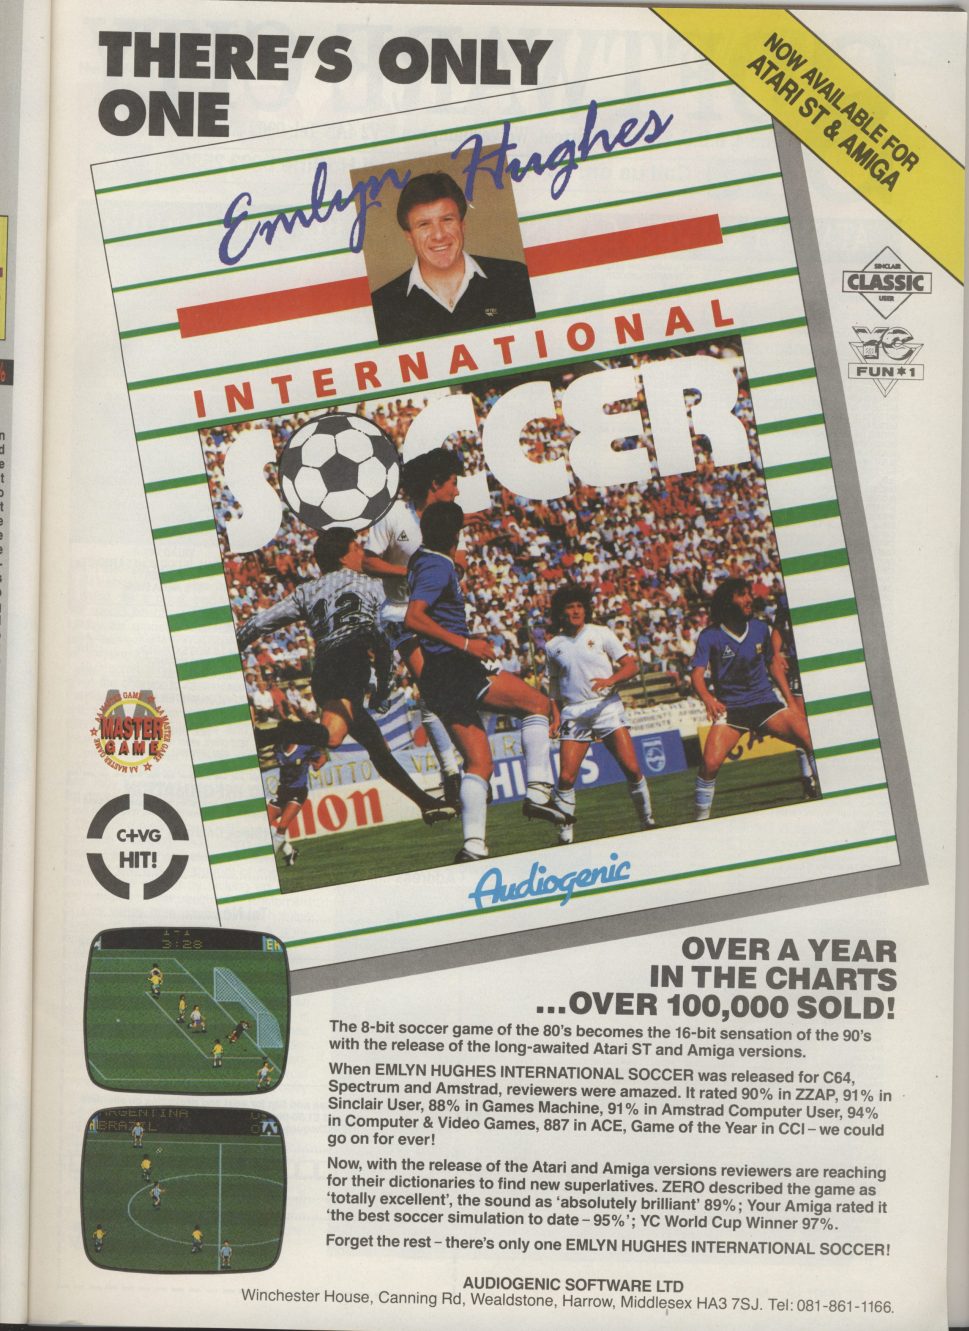 THERE'S ONLY
ONE
NOW AVAILABLE FOR
ATARI ST & AMIGA
Emlyn Hughes
SINCLAIR
CLASSIC
USER
YC
FUN*1
INTERNATIONAL
SOCCER
12
MUTTO
PHILIPS
Canon
MASTER
GAME
C+VG
HIT!
Audiogenic
1-1
3:28
ARGENTINA
BRAZIL
OVER A YEAR
IN THE CHARTS
...OVER 100,000 SOLD!
The 8-bit soccer game of the 80's becomes the 16-bit sensation of the 90's
with the release of the long-awaited Atari ST and Amiga versions.
When EMLYN HUGHES INTERNATIONAL SOCCER was released for C64,
Spectrum and Amstrad, reviewers were amazed. It rated 90% in ZZAP, 91% in
Sinclair User, 88% in Games Machine, 91% in Amstrad Computer User, 94%
in Computer & Video Games, 887 in ACE, Game of the Year in CCI – we could
go on for ever!
Now, with the release of the Atari and Amiga versions reviewers are reaching
for their dictionaries to find new superlatives. ZERO described the game as
'totally excellent', the sound as 'absolutely brilliant' 89%; Your Amiga rated it
'the best soccer simulation to date – 95%'; YC World Cup Winner 97%.
Forget the rest – there's only one EMLYN HUGHES INTERNATIONAL SOCCER!
AUDIOGENIC SOFTWARE LTD
Winchester House, Canning Rd, Wealdstone, Harrow, Middlesex HA3 7SJ. Tel: 081-861-1166.